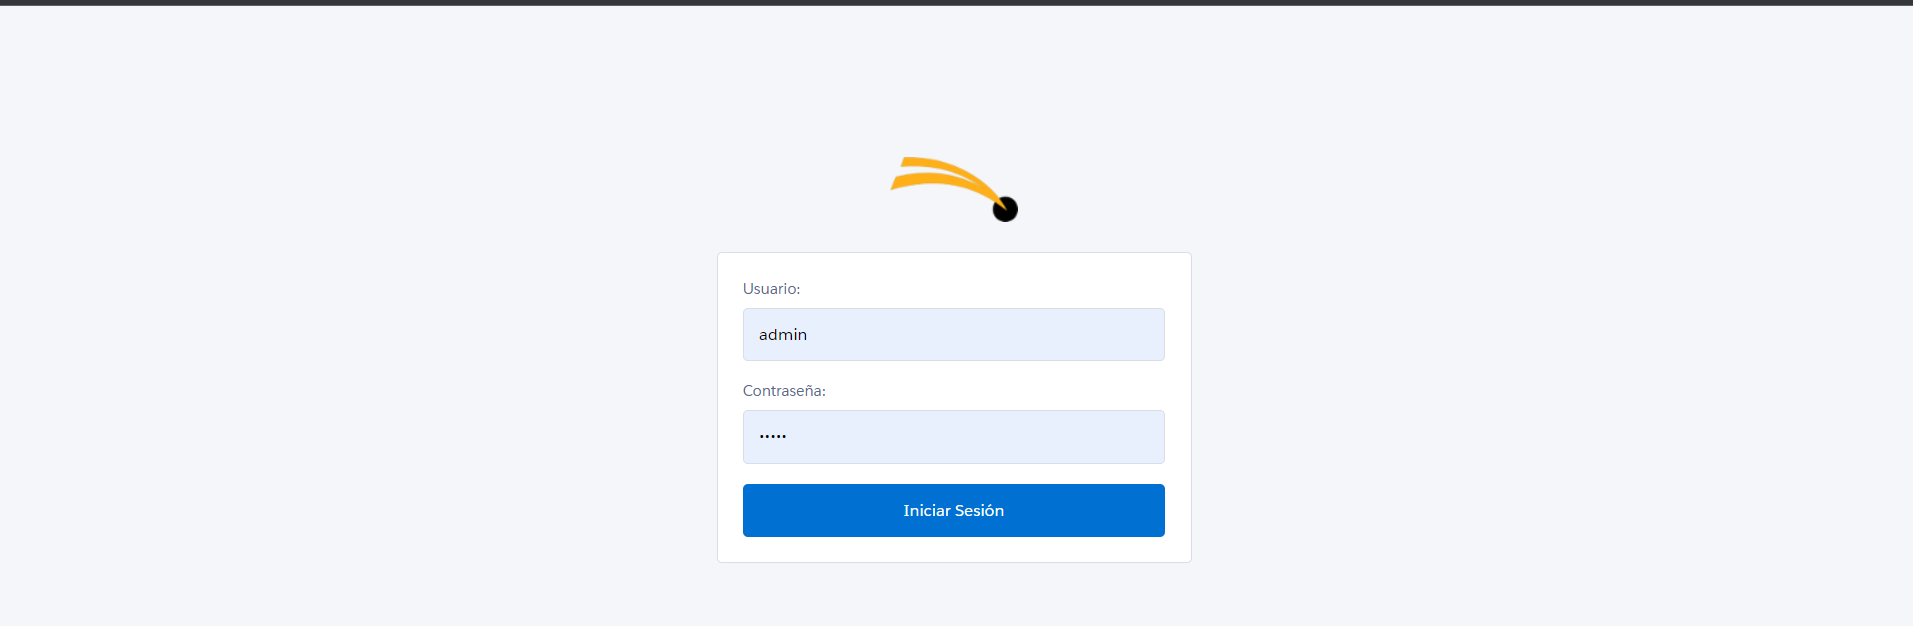 Usuario:
admin
Contraseña:
•••••
Iniciar Sesión